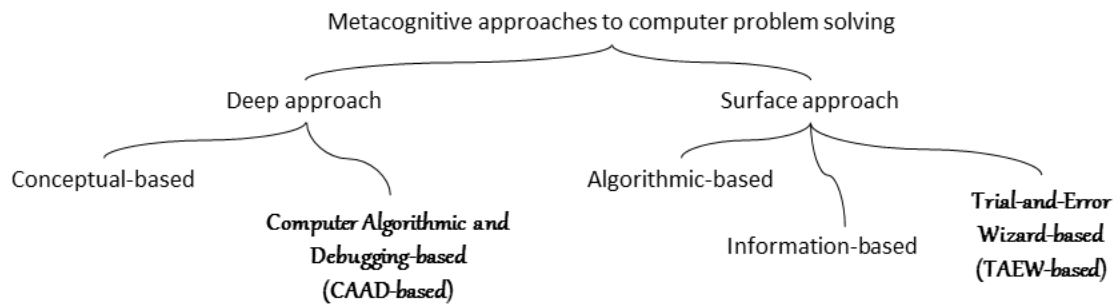 Metacognitive approaches to computer problem solving
Deep approach
Surface approach
Conceptual-based
Computer Algorithmic and
Debugging-based
(CAAD-based)
Algorithmic-based
Information-based
Trial-and-Error
Wizard-based
(TAEW-based)